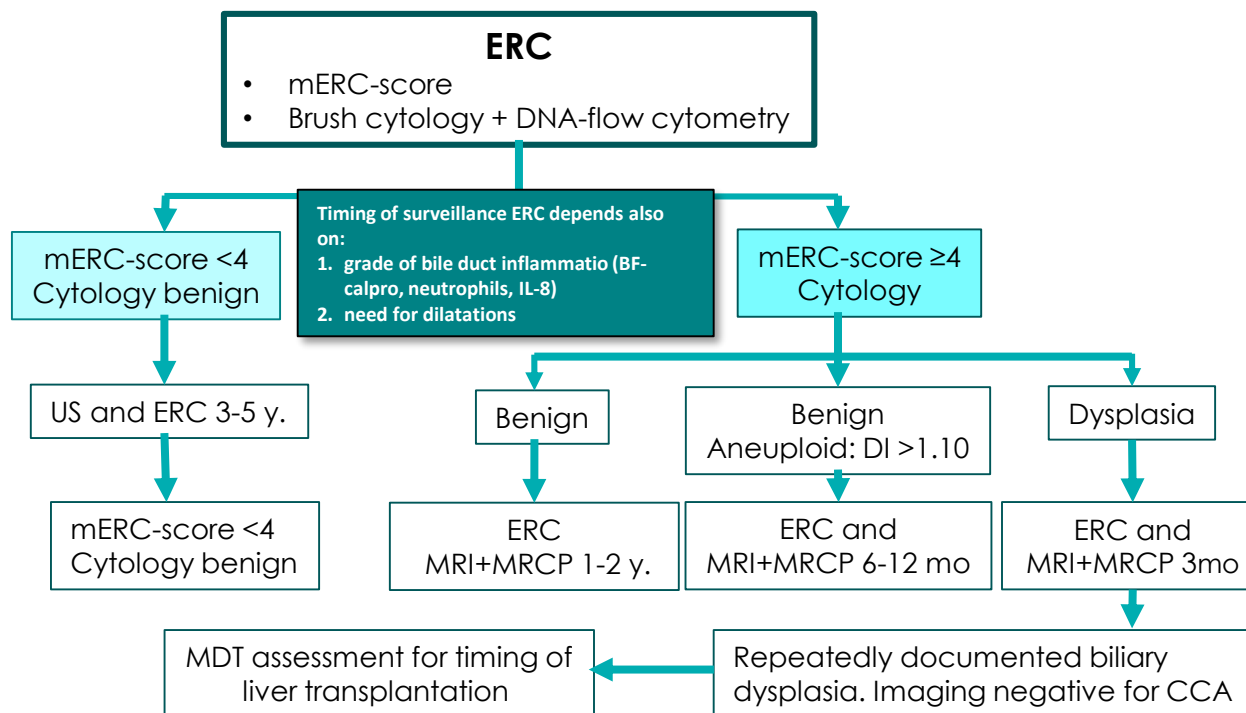 ERC
• mERC-score
• Brush cytology + DNA-flow cytometry
Timing of surveillance ERC depends also
on:
1. grade of bile duct inflammatio (BF-
calpro, neutrophils, IL-8)
2. need for dilatations
mERC-score <4
Cytology benign
mERC-score ≥4
Cytology
US and ERC 3-5 y.
Benign
Benign
Aneuploid: DI >1.10
Dysplasia
mERC-score <4
Cytology benign
ERC
MRI+MRCP 1-2 y.
ERC and
MRI+MRCP 6-12 mo
ERC and
MRI+MRCP 3mo
MDT assessment for timing of
liver transplantation
Repeatedly documented biliary
dysplasia. Imaging negative for CCA